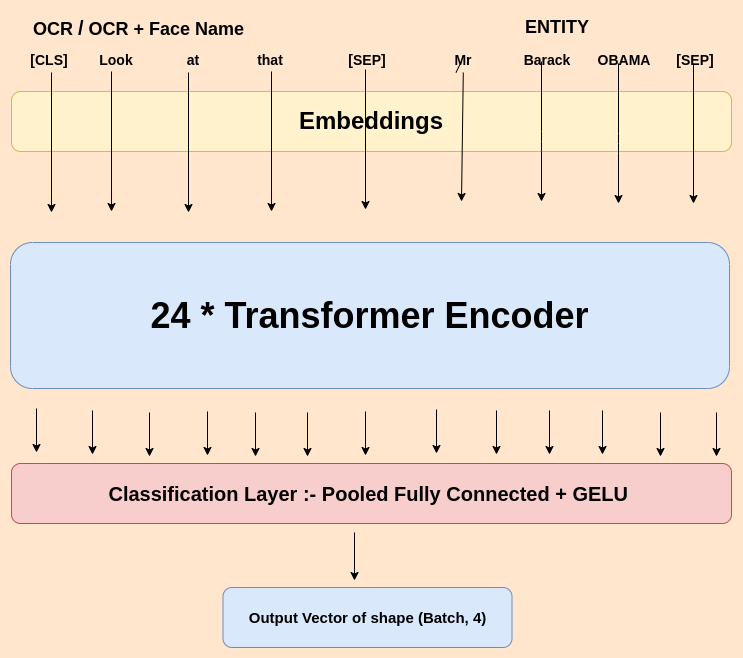 OCR / OCR + Face Name ENTITY
[CLS] Look at that [SEP] Mr Barack OBAMA [SEP]
Embeddings
24 * Transformer Encoder
Classification Layer :- Pooled Fully Connected + GELU
Output Vector of shape (Batch, 4)